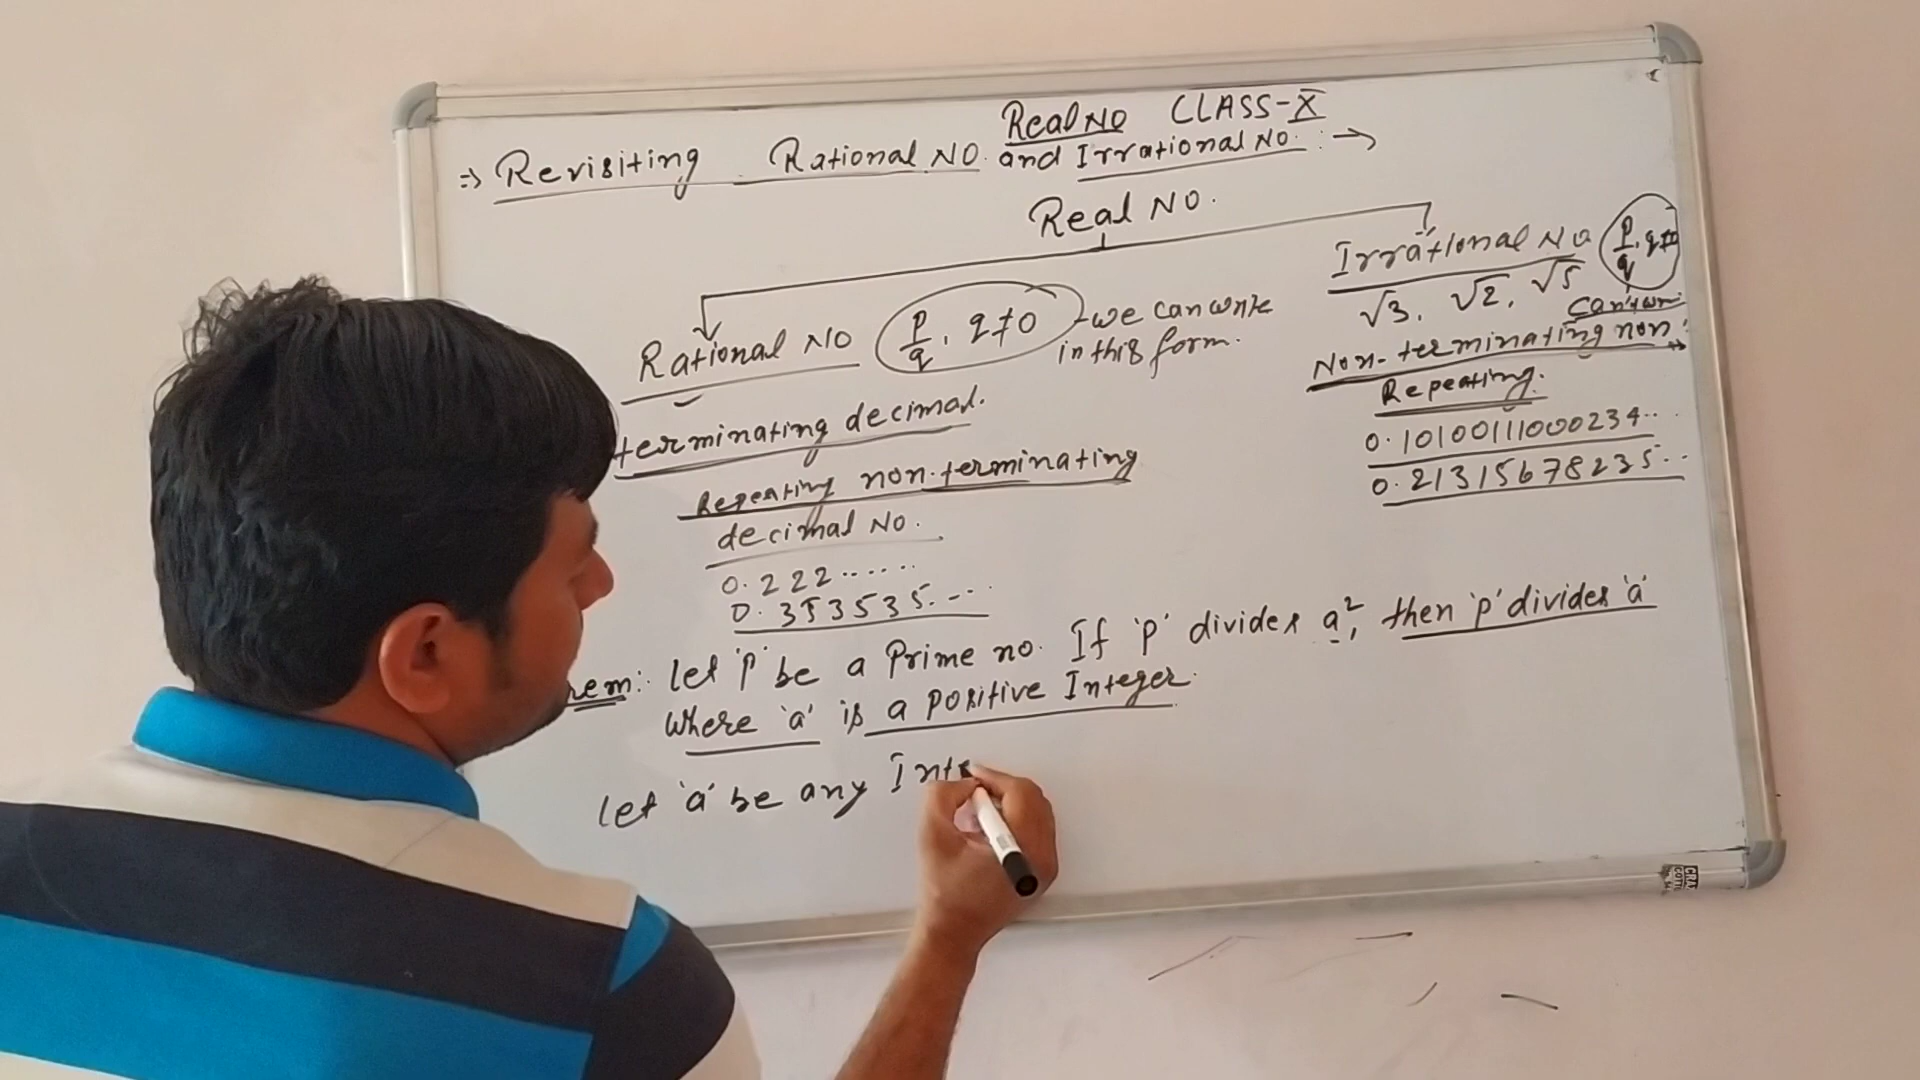 Real NO CLASS-X
⇒ Revisiting Rational NO. and Irrational NO. : →
Real NO.
Rational NO p/q, q≠0 - we can write
in this form.
terminating decimal.
Repeating non-terminating
decimal NO.
0.222......
0.353535....
Irrational NO p/q, q≠0
√3, √2, √5
Non-terminating non-
Repeating.
0.10100111000234...
0.21315678235..
rem:- let 'p' be a Prime no. If 'p' divides a², then 'p' divides 'a'
Where 'a' is a positive Integer.
let 'a' be any Inte